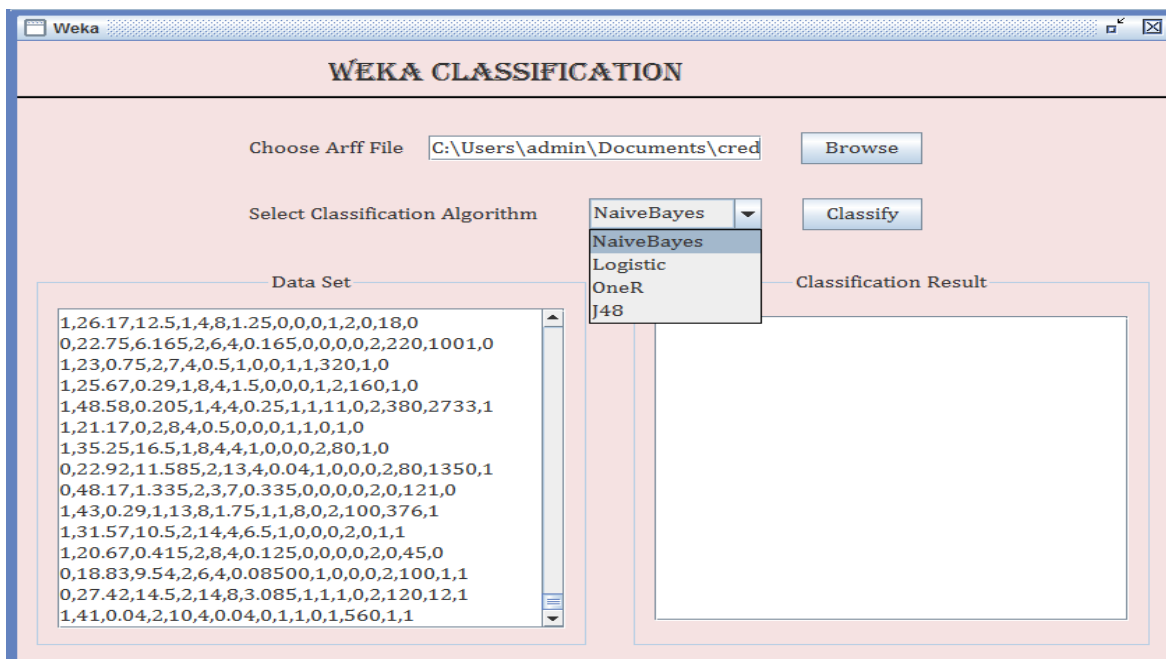 Weka
WEKA CLASSIFICATION
Choose Arff File C:\Users\admin\Documents\cred Browse
Select Classification Algorithm NaiveBayes Classify
NaiveBayes
Logistic
OneR
J48
Data Set
1,26.17,12.5,1,4,8,1.25,0,0,0,1,2,0,18,0
0,22.75,6.165,2,6,4,0.165,0,0,0,0,2,220,1001,0
1,23,0.75,2,7,4,0.5,1,0,0,1,1,320,1,0
1,25.67,0.29,1,8,4,1.5,0,0,0,1,2,160,1,0
1,48.58,0.205,1,4,4,0.25,1,1,11,0,2,380,2733,1
1,21.17,0,2,8,4,0.5,0,0,0,1,1,0,1,0
1,35.25,16.5,1,8,4,4,1,0,0,0,2,80,1,0
0,22.92,11.585,2,13,4,0.04,1,0,0,0,2,80,1350,1
0,48.17,1.335,2,3,7,0.335,0,0,0,0,2,0,121,0
1,43,0.29,1,13,8,1.75,1,1,8,0,2,100,376,1
1,31.57,10.5,2,14,4,6.5,1,0,0,0,2,0,1,1
1,20.67,0.415,2,8,4,0.125,0,0,0,0,2,0,45,0
0,18.83,9.54,2,6,4,0.08500,1,0,0,0,2,100,1,1
0,27.42,14.5,2,14,8,3.085,1,1,1,0,2,120,12,1
1,41,0.04,2,10,4,0.04,0,1,1,0,1,560,1,1
Classification Result